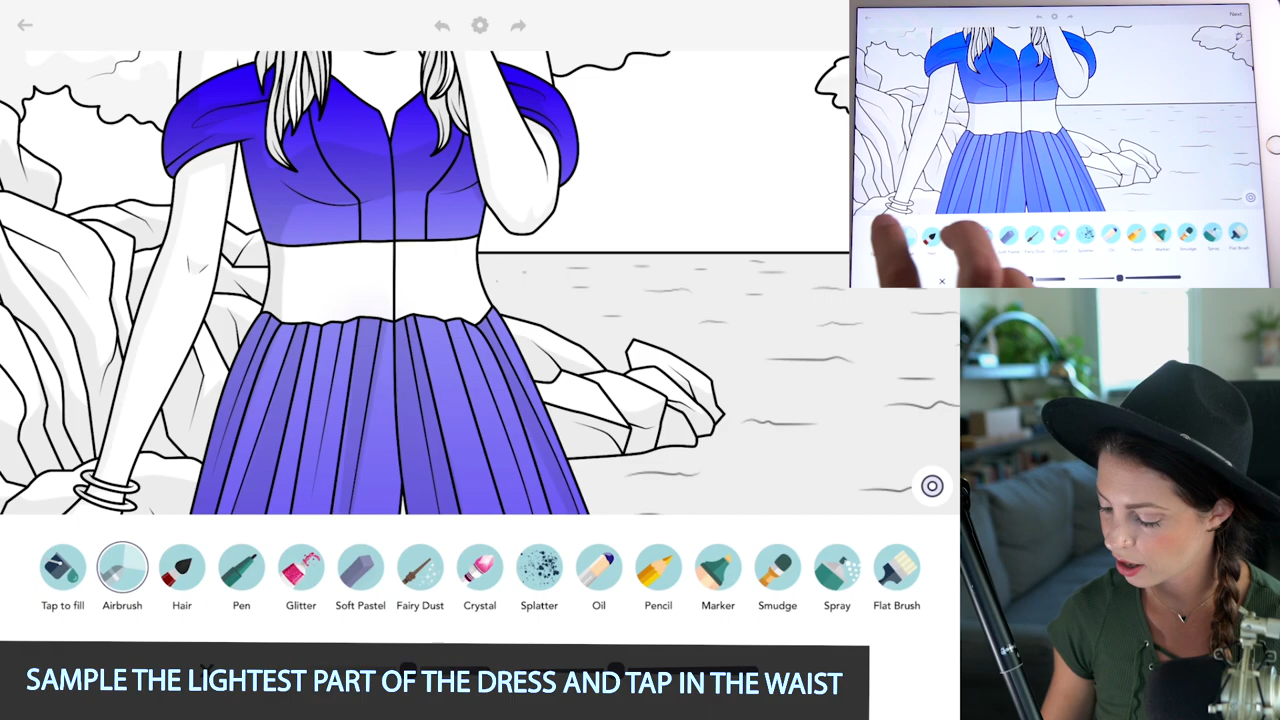 Next
Tap to fill Airbrush Hair Pen Glitter Soft Pastel Fairy Dust Crystal Splatter Oil Pencil Marker Smudge Spray Flat Brush
SAMPLE THE LIGHTEST PART OF THE DRESS AND TAP IN THE WAIST